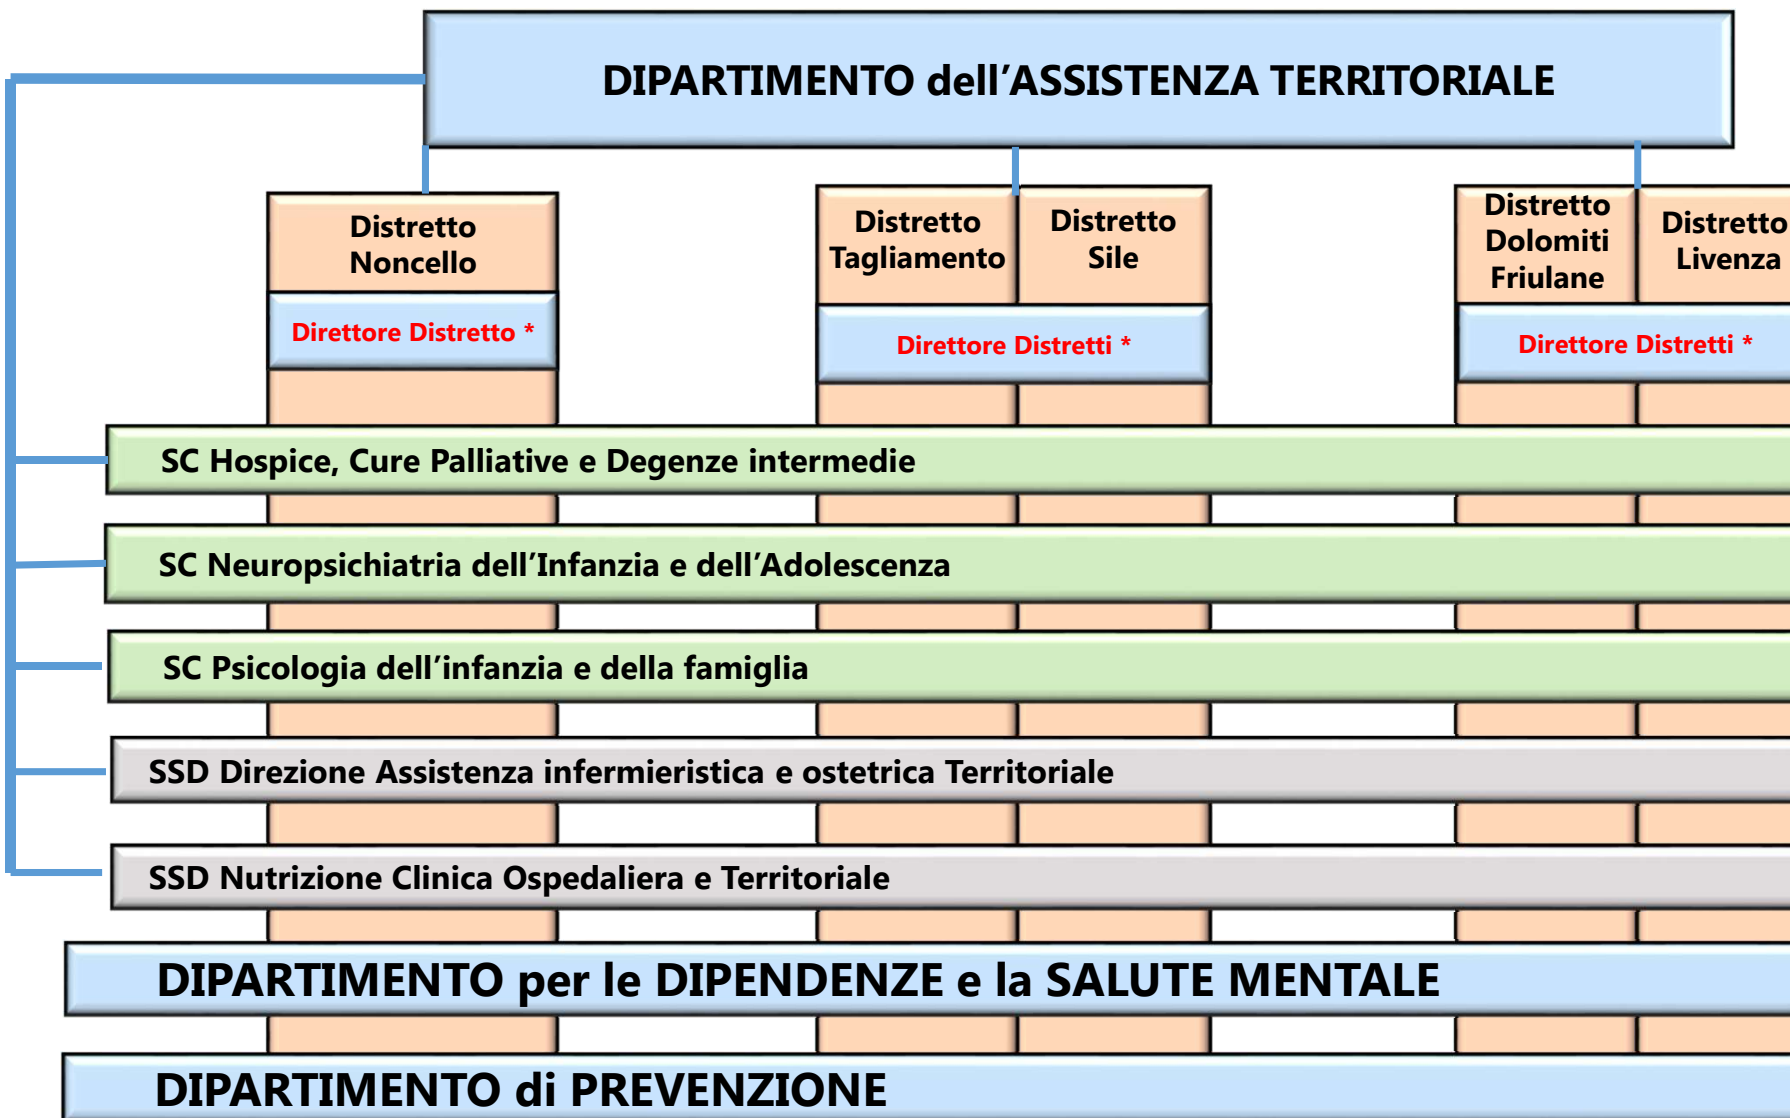 DIPARTIMENTO dell'ASSISTENZA TERRITORIALE
Distretto
Noncello
Direttore Distretto *
Distretto
Tagliamento
Distretto
Sile
Direttore Distretti *
Distretto
Dolomiti
Friulane
Distretto
Livenza
Direttore Distretti *
SC Hospice, Cure Palliative e Degenze intermedie
SC Neuropsichiatria dell'Infanzia e dell'Adolescenza
SC Psicologia dell'infanzia e della famiglia
SSD Direzione Assistenza infermieristica e ostetrica Territoriale
SSD Nutrizione Clinica Ospedaliera e Territoriale
DIPARTIMENTO per le DIPENDENZE e la SALUTE MENTALE
DIPARTIMENTO di PREVENZIONE